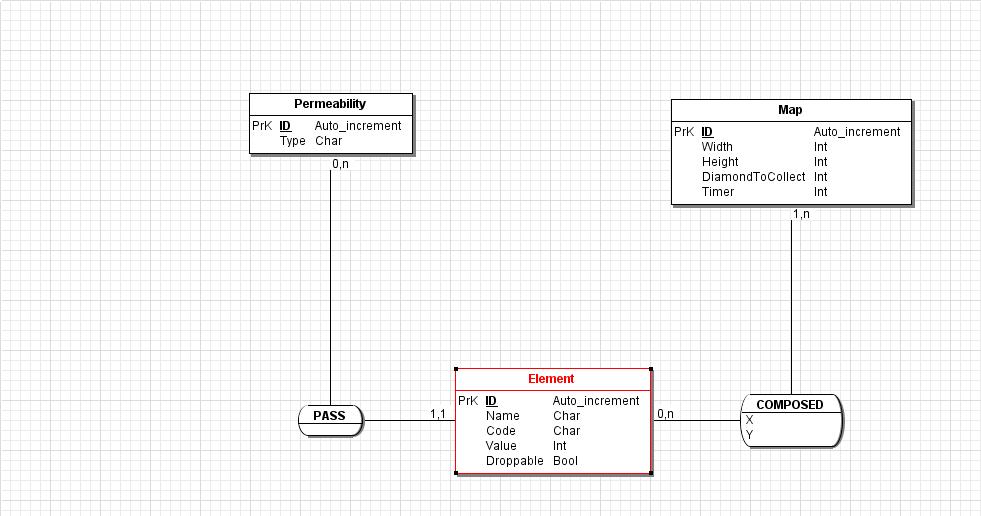 Permeability
PrK ID Auto_increment
Type Char
0,n
Map
PrK ID Auto_increment
Width Int
Height Int
DiamondToCollect Int
Timer Int
1,n
PASS
1,1
Element
PrK ID Auto_increment
Name Char
Code Char
Value Int
Droppable Bool
0,n
COMPOSED
X
Y